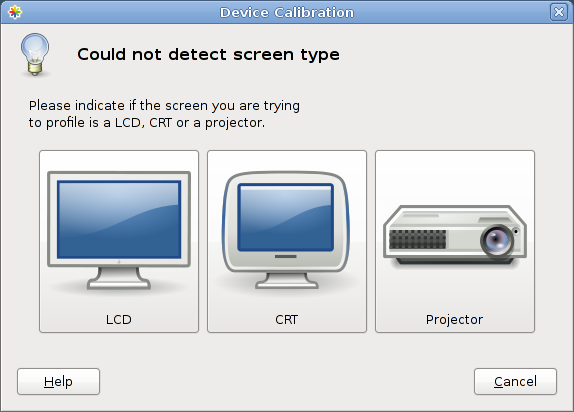 Device Calibration
Could not detect screen type
Please indicate if the screen you are trying
to profile is a LCD, CRT or a projector.
LCD
CRT
Projector
Help
Cancel